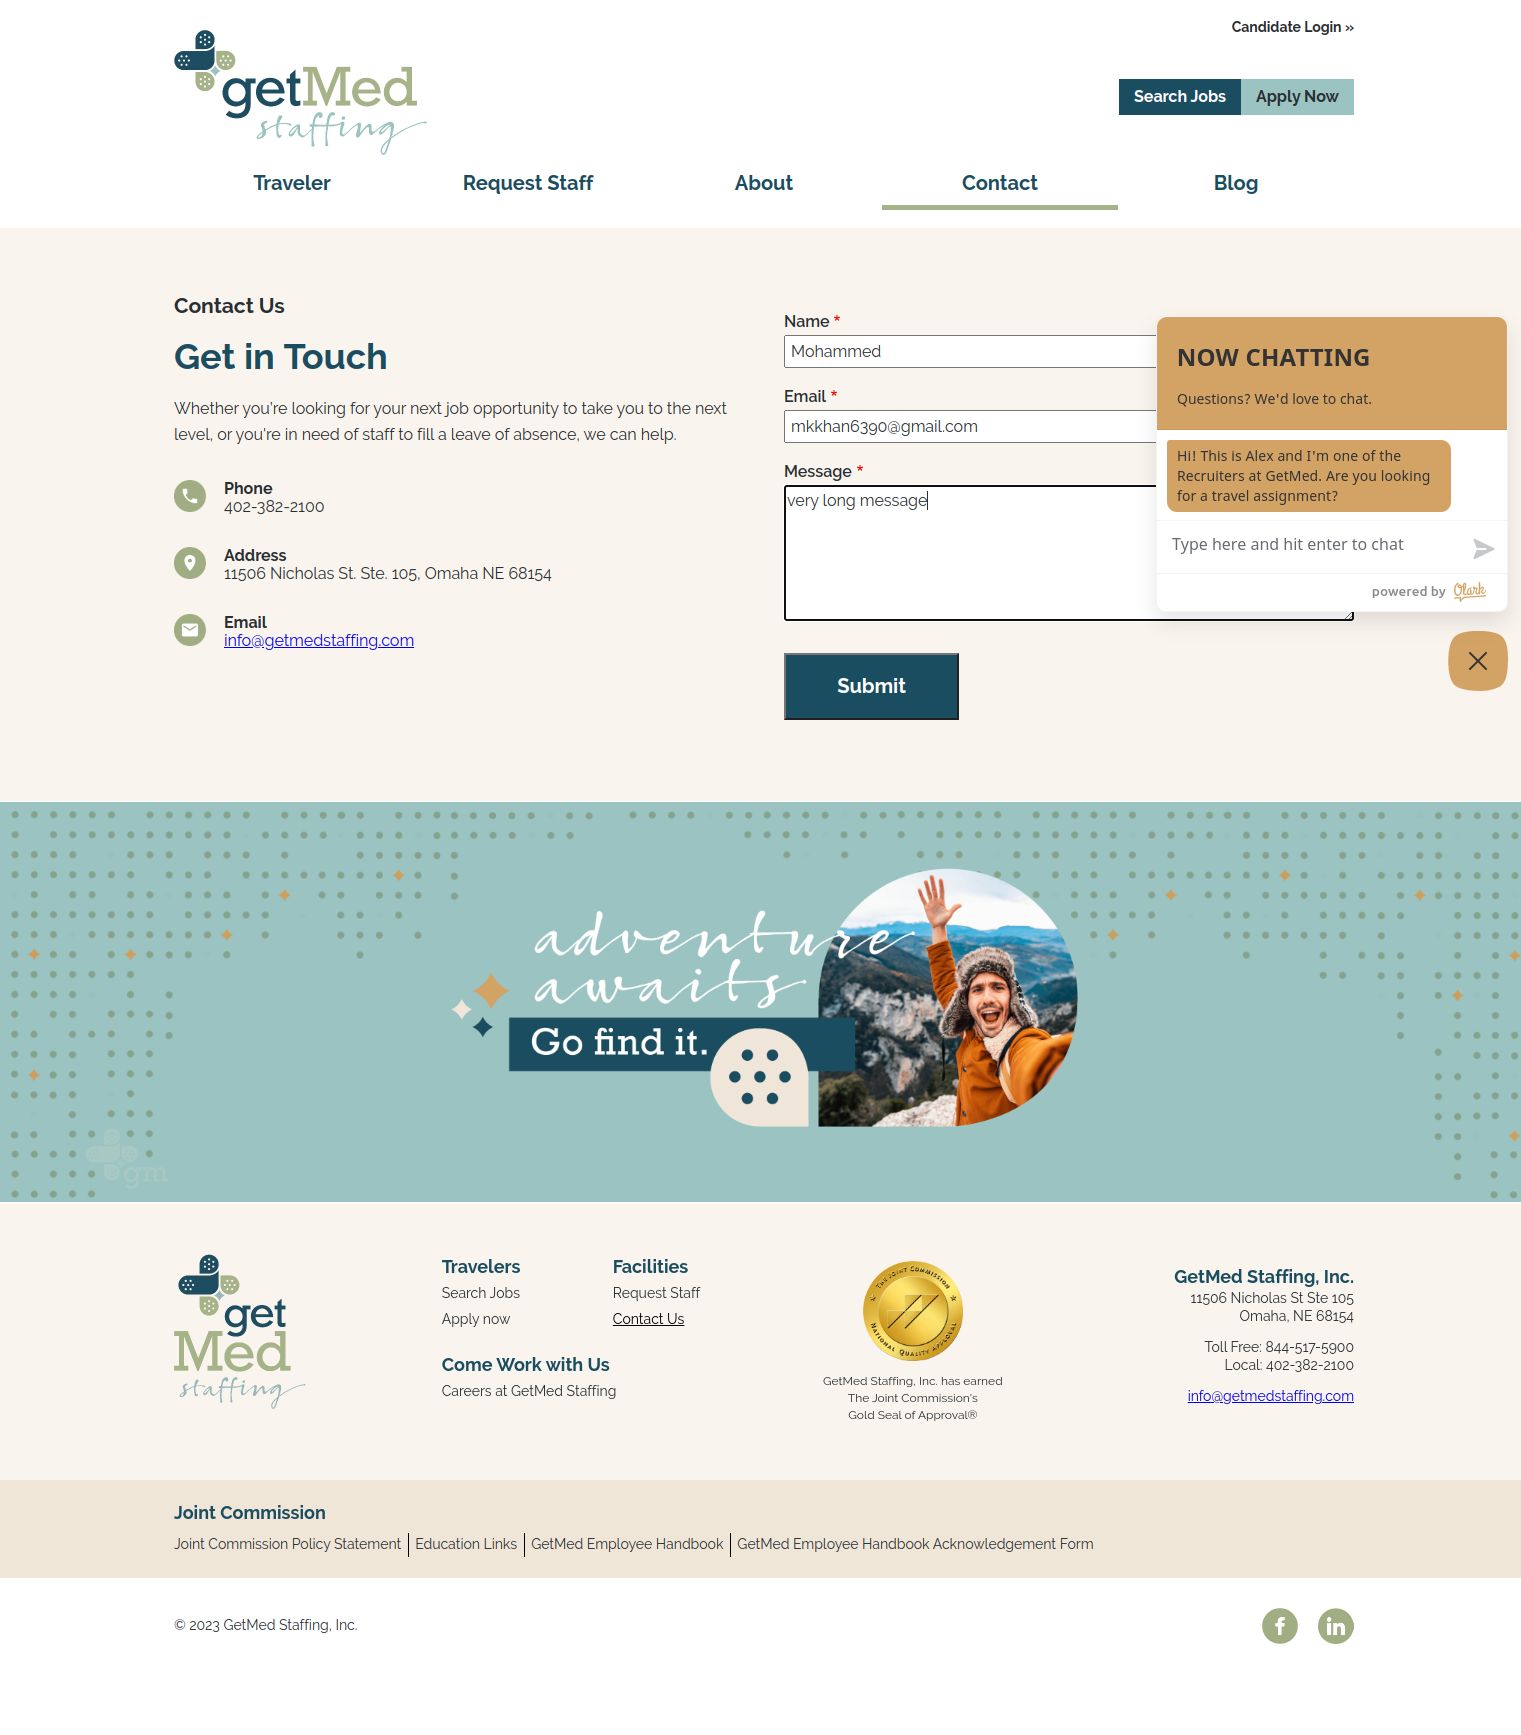 Candidate Login »
getMed
staffing
Search Jobs
Apply Now
Traveler
Request Staff
About
Contact
Blog
Contact Us
Get in Touch
Whether you're looking for your next job opportunity to take you to the next
level, or you're in need of staff to fill a leave of absence, we can help.
Phone
402-382-2100
Address
11506 Nicholas St. Ste. 105, Omaha NE 68154
Email
info@getmedstaffing.com
Name *
Mohammed
Email *
mkkhan6390@gmail.com
Message *
very long message
Submit
NOW CHATTING
Questions? We'd love to chat.
Hi! This is Alex and I'm one of the
Recruiters at GetMed. Are you looking
for a travel assignment?
Type here and hit enter to chat
powered by Olark
adventure
awaits
Go find it.
gm
get
Med
staffing
Travelers
Search Jobs
Apply now
Facilities
Request Staff
Contact Us
Come Work with Us
Careers at GetMed Staffing
The Joint Commission
National Quality Approval
GetMed Staffing, Inc. has earned
The Joint Commission's
Gold Seal of Approval®
GetMed Staffing, Inc.
11506 Nicholas St Ste 105
Omaha, NE 68154
Toll Free: 844-517-5900
Local: 402-382-2100
info@getmedstaffing.com
Joint Commission
Joint Commission Policy Statement
Education Links
GetMed Employee Handbook
GetMed Employee Handbook Acknowledgement Form
© 2023 GetMed Staffing, Inc.
f
in